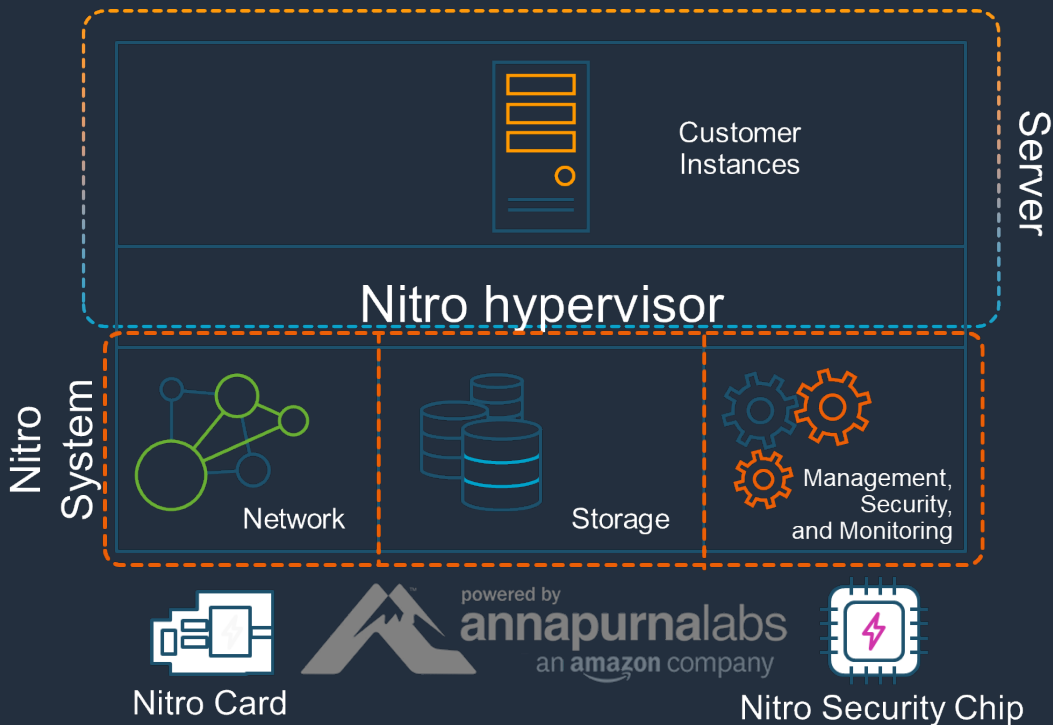 Customer
Instances
Server
Nitro hypervisor
Nitro
System
Network
Storage
Management,
Security,
and Monitoring
powered by
annapurnalabs
an amazon company
TM
Nitro Card
Nitro Security Chip